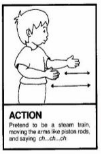 ACTION
Pretend to be a steam train,
moving the arms like piston rods,
and saying ch...ch...ch.